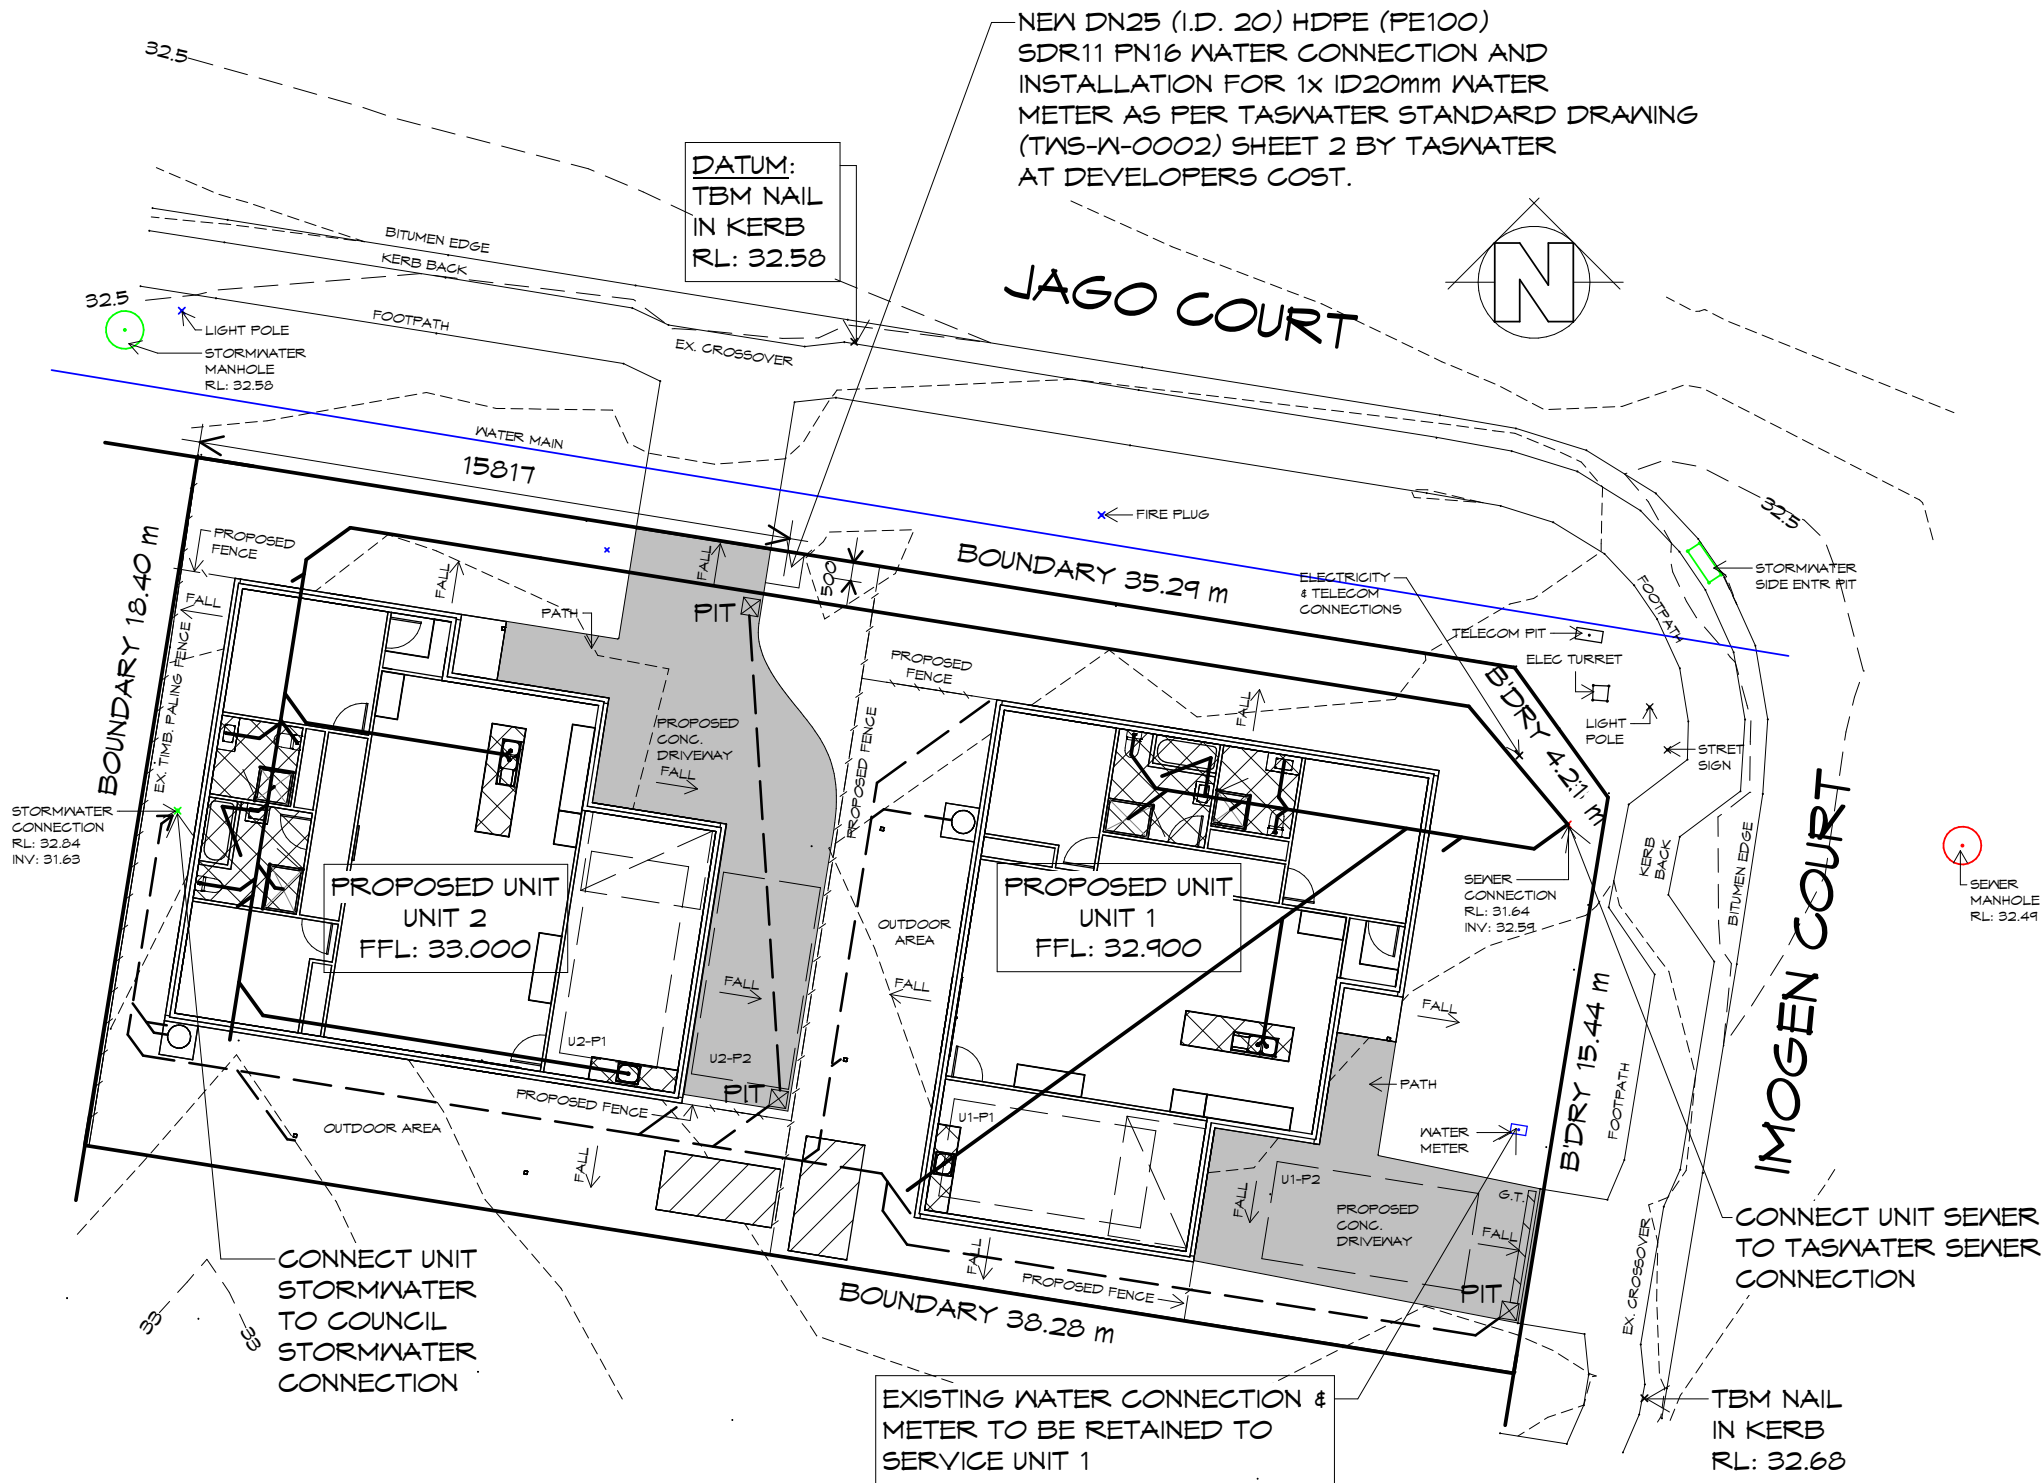 NEW DN25 (I.D. 20) HDPE (PE100)
SDR11 PN16 WATER CONNECTION AND
INSTALLATION FOR 1x ID20mm WATER
METER AS PER TASWATER STANDARD DRAWING
(TWS-W-0002) SHEET 2 BY TASWATER
AT DEVELOPERS COST.
32.5
DATUM:
TBM NAIL
IN KERB
RL: 32.58
N
JAGO COURT
BITUMEN EDGE
KERB BACK
FOOTPATH
EX. CROSSOVER
32.5
LIGHT POLE
STORMWATER
MANHOLE
RL: 32.58
WATER MAIN
15817
FIRE PLUG
32.5
BOUNDARY 18.40 m
PROPOSED
FENCE
FALL
FALL
FALL
PATH
PIT
500
BOUNDARY 35.29 m
ELECTRICITY
& TELECOM
CONNECTIONS
FOOTPATH
STORMWATER
SIDE ENTR PIT
TELECOM PIT
ELEC TURRET
LIGHT
POLE
STRET
SIGN
B'DRY 4.21 m
EX. TIMB. PALING FENCE
PROPOSED
FENCE
FALL
PROPOSED
CONC.
DRIVEWAY
FALL
PROPOSED FENCE
STORMWATER
CONNECTION
RL: 32.84
INV: 31.63
PROPOSED UNIT
UNIT 2
FFL: 33.000
OUTDOOR
AREA
PROPOSED UNIT
UNIT 1
FFL: 32.900
SEWER
CONNECTION
RL: 31.64
INV: 32.59
KERB
BACK
BITUMEN EDGE
IMOGEN COURT
SEWER
MANHOLE
RL: 32.49
FALL
FALL
FALL
U2-P1
U2-P2
PIT
PROPOSED FENCE
OUTDOOR AREA
FALL
U1-P1
PATH
WATER
METER
B'DRY 15.44 m
FOOTPATH
U1-P2
G.T.
FALL
PROPOSED
CONC.
DRIVEWAY
FALL
FALL
PROPOSED FENCE
PIT
EX. CROSSOVER
CONNECT UNIT SEWER
TO TASWATER SEWER
CONNECTION
CONNECT UNIT
STORMWATER
TO COUNCIL
STORMWATER
CONNECTION
33
33
BOUNDARY 38.28 m
EXISTING WATER CONNECTION &
METER TO BE RETAINED TO
SERVICE UNIT 1
TBM NAIL
IN KERB
RL: 32.68